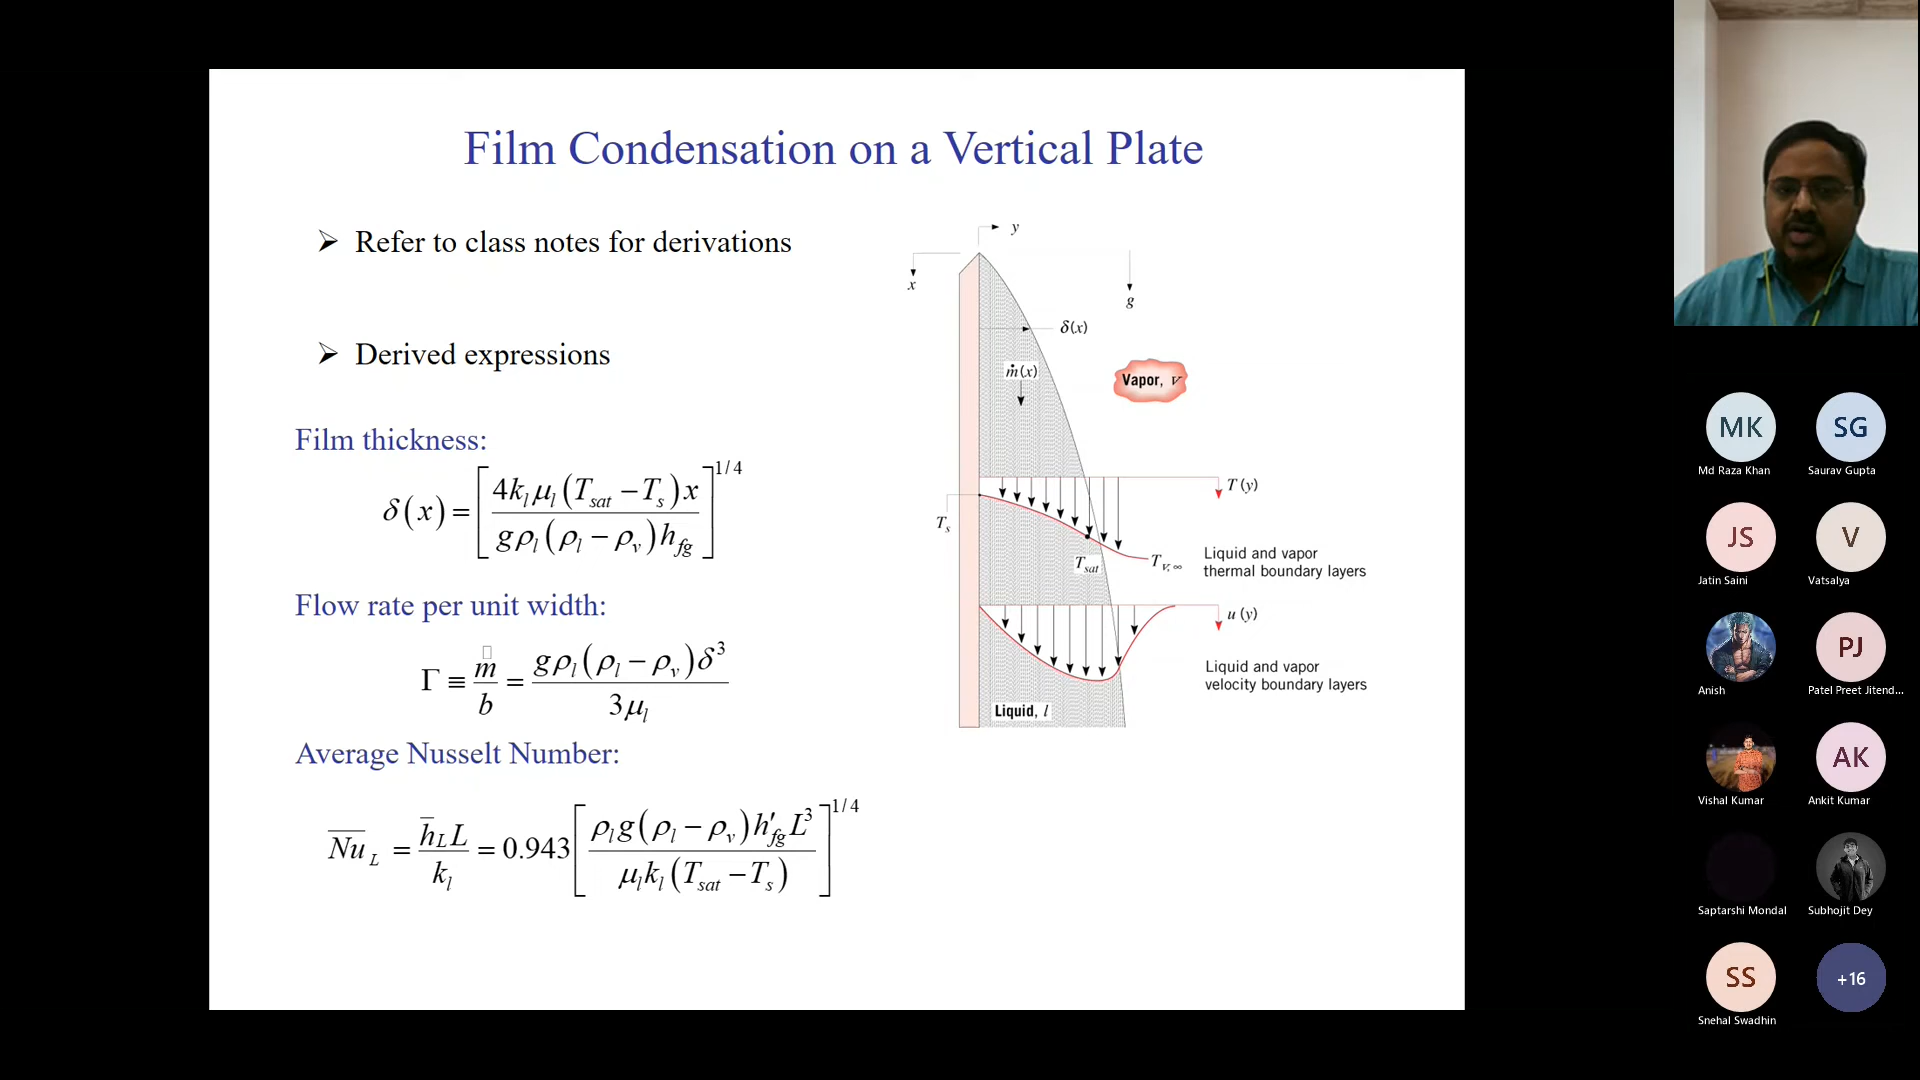 Film Condensation on a Vertical Plate
➢ Refer to class notes for derivations
➢ Derived expressions
Film thickness:
δ(x) = [4k_l μ_l (T_sat − T_s) x / gρ_l (ρ_l − ρ_v) h_fg]^1/4
Flow rate per unit width:
Γ ≡ ṁ/b = gρ_l (ρ_l − ρ_v) δ^3 / 3μ_l
Average Nusselt Number:
N̅u̅_L = h̅_L L / k_l = 0.943 [ρ_l g (ρ_l − ρ_v) h′_fg L^3 / μ_l k_l (T_sat − T_s)]^1/4
y
x
g
δ(x)
ṁ(x)
Vapor, v
T(y)
T_s
T_sat
T_v,∞
Liquid and vapor
thermal boundary layers
u(y)
Liquid and vapor
velocity boundary layers
Liquid, l
MK
Md Raza Khan
SG
Saurav Gupta
JS
Jatin Saini
V
Vatsalya
Anish
PJ
Patel Preet Jitend...
Vishal Kumar
AK
Ankit Kumar
Saptarshi Mondal
Subhojit Dey
SS
Snehal Swadhin
+16